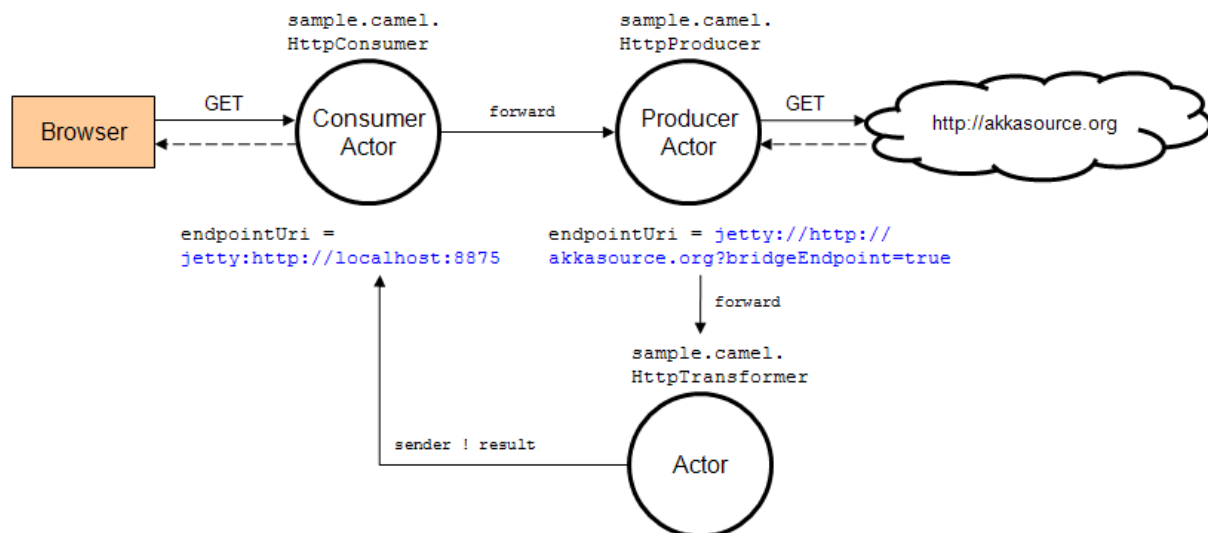 sample.camel.
HttpConsumer
sample.camel.
HttpProducer
GET
GET
forward
Browser
Consumer
Actor
Producer
Actor
http://akkasource.org
endpointUri =
jetty:http://localhost:8875
endpointUri = jetty://http://
akkasource.org?bridgeEndpoint=true
forward
sample.camel.
HttpTransformer
sender ! result
Actor